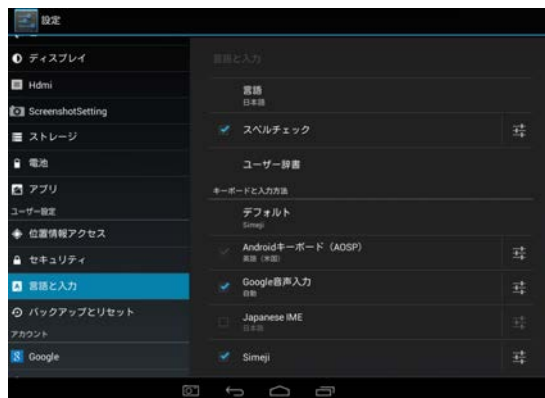 設定
ディスプレイ
Hdmi
ScreenshotSetting
ストレージ
電池
アプリ
ユーザー設定
位置情報アクセス
セキュリティ
言語と入力
バックアップとリセット
アカウント
Google
言語と入力
言語
日本語
スペルチェック
ユーザー辞書
キーボードと入力方法
デフォルト
Simeji
Androidキーボード（AOSP）
英語（米国）
Google音声入力
自動
Japanese IME
日本語
Simeji